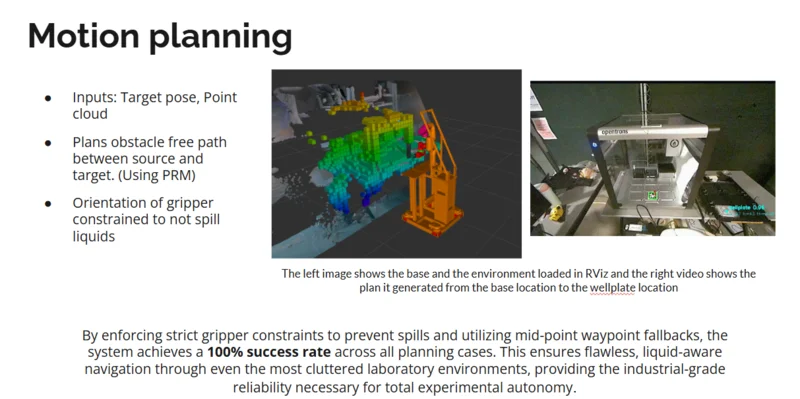 Motion planning
● Inputs: Target pose, Point
cloud
● Plans obstacle free path
between source and
target. (Using PRM)
● Orientation of gripper
constrained to not spill
liquids
opentrons
wellplate 0.96
The left image shows the base and the environment loaded in RViz and the right video shows the
plan it generated from the base location to the wellplate location
By enforcing strict gripper constraints to prevent spills and utilizing mid-point waypoint fallbacks, the
system achieves a 100% success rate across all planning cases. This ensures flawless, liquid-aware
navigation through even the most cluttered laboratory environments, providing the industrial-grade
reliability necessary for total experimental autonomy.